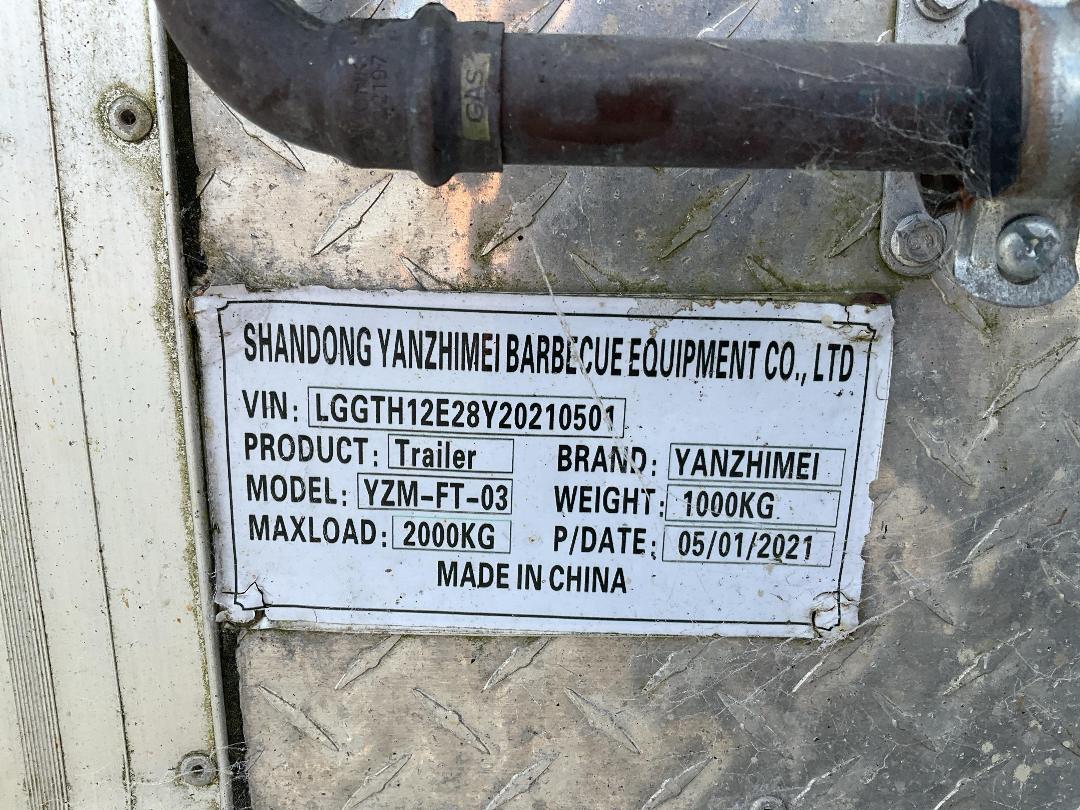 GAS
SHANDONG YANZHIMEI BARBECUE EQUIPMENT CO., LTD
VIN: LGGTH12E28Y20210501
PRODUCT: Trailer BRAND: YANZHIMEI
MODEL: YZM-FT-03 WEIGHT: 1000KG
MAXLOAD: 2000KG P/DATE: 05/01/2021
MADE IN CHINA